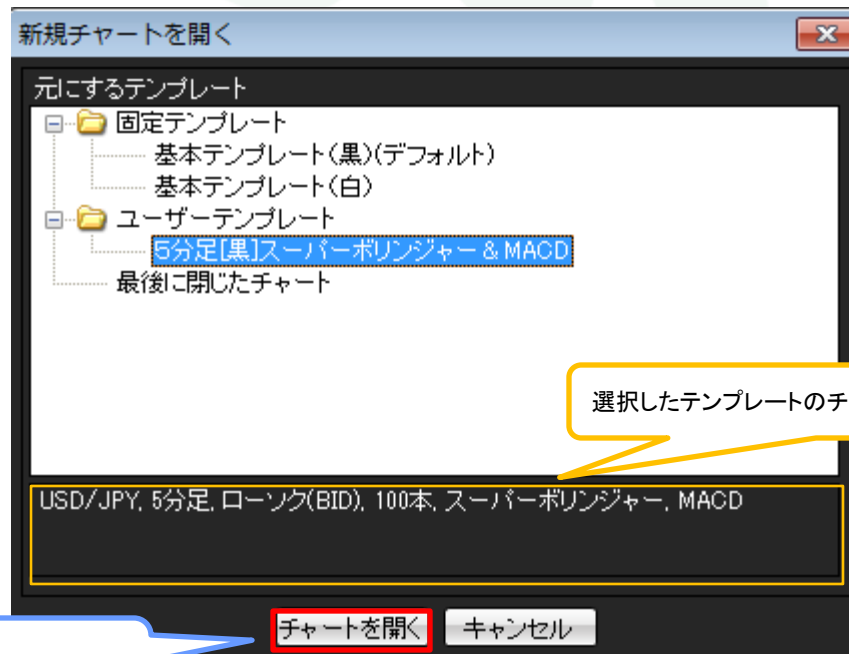 新規チャートを開く
元にするテンプレート
固定テンプレート
基本テンプレート(黒)(デフォルト)
基本テンプレート(白)
ユーザーテンプレート
5分足[黒]スーパーボリンジャー & MACD
最後に閉じたチャート
選択したテンプレートのチ
USD/JPY, 5分足, ローソク(BID), 100本, スーパーボリンジャー, MACD
チャートを開く キャンセル